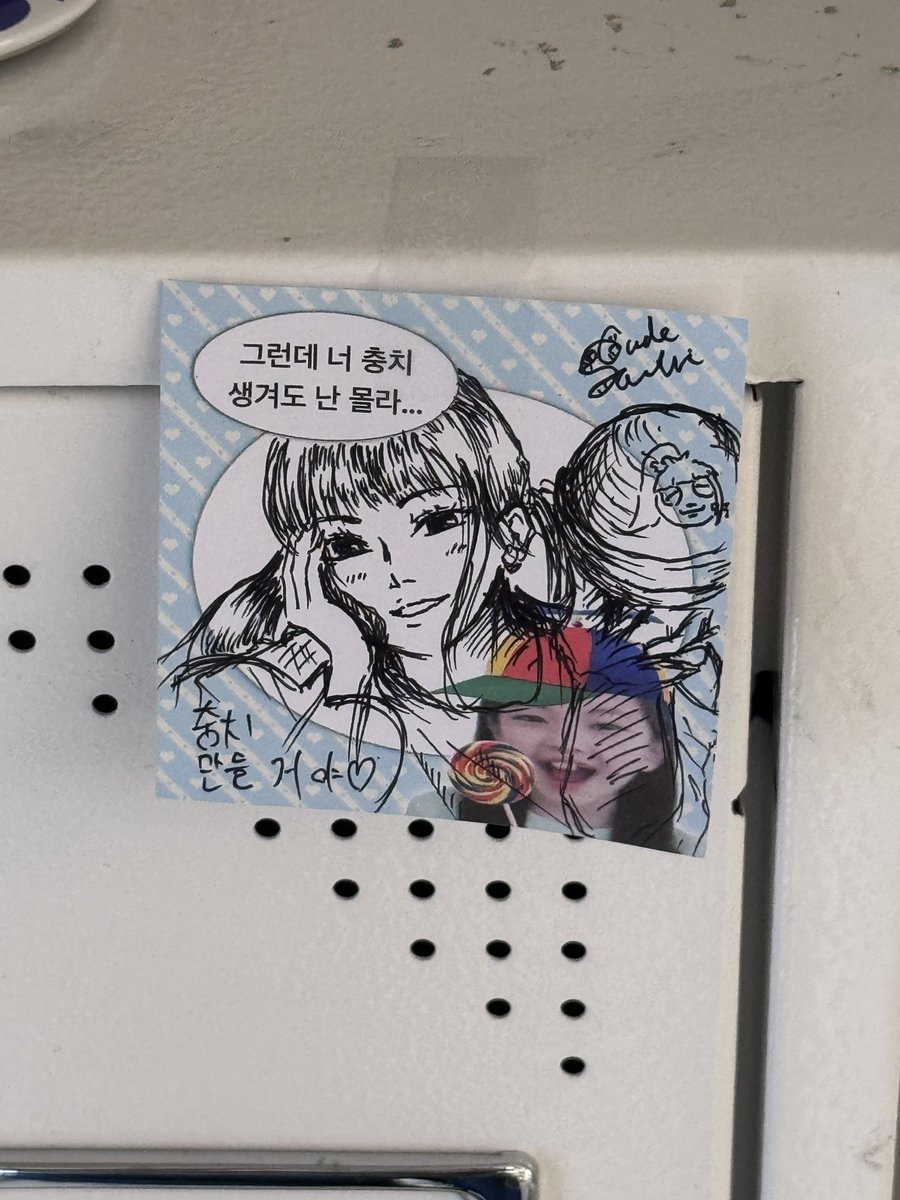 그런데 너 충치
생겨도 난 몰라...
충치
만들 거야♡